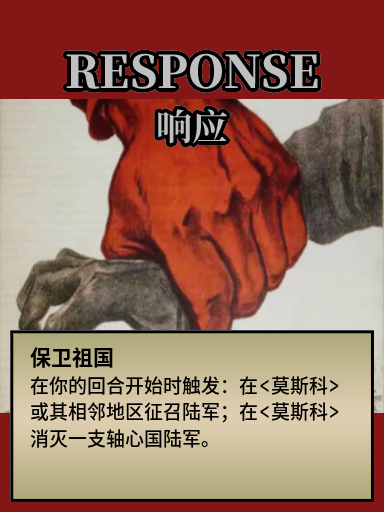 RESPONSE
响应
保卫祖国
在你的回合开始时触发：在<莫斯科>
或其相邻地区征召陆军；在<莫斯科>
消灭一支轴心国陆军。